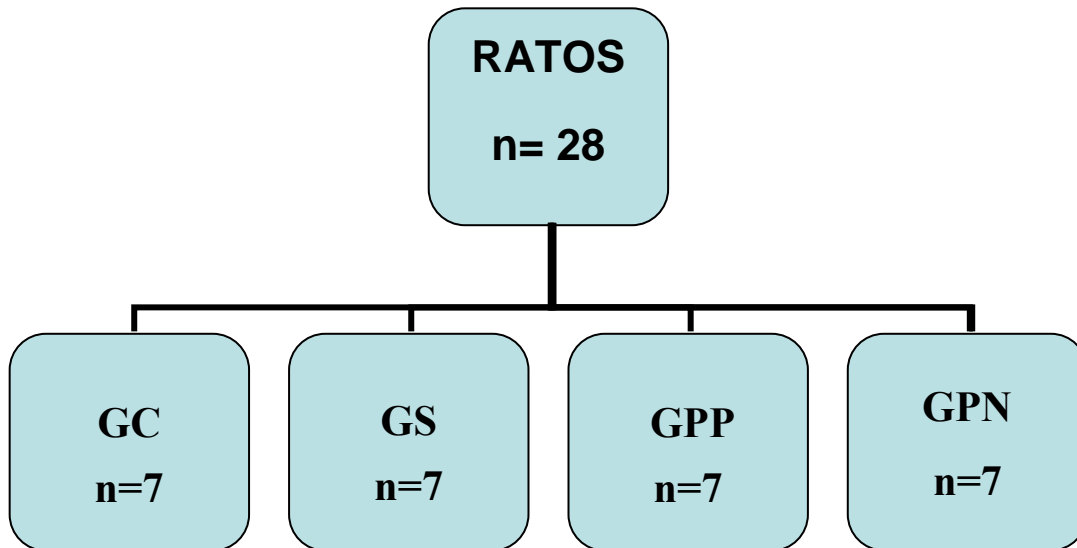 RATOS
n= 28
GC
n=7
GS
n=7
GPP
n=7
GPN
n=7